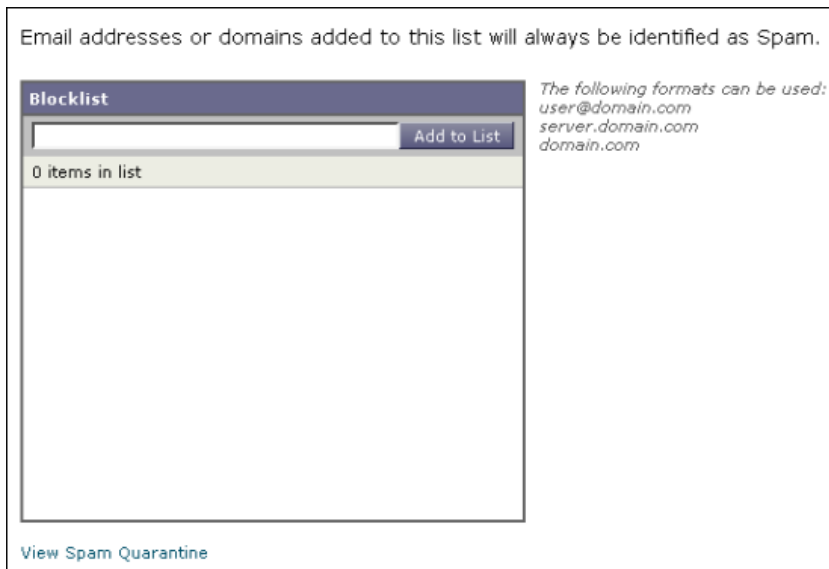 Email addresses or domains added to this list will always be identified as Spam.
Blocklist
Add to List
0 items in list
The following formats can be used:
user@domain.com
server.domain.com
domain.com
View Spam Quarantine